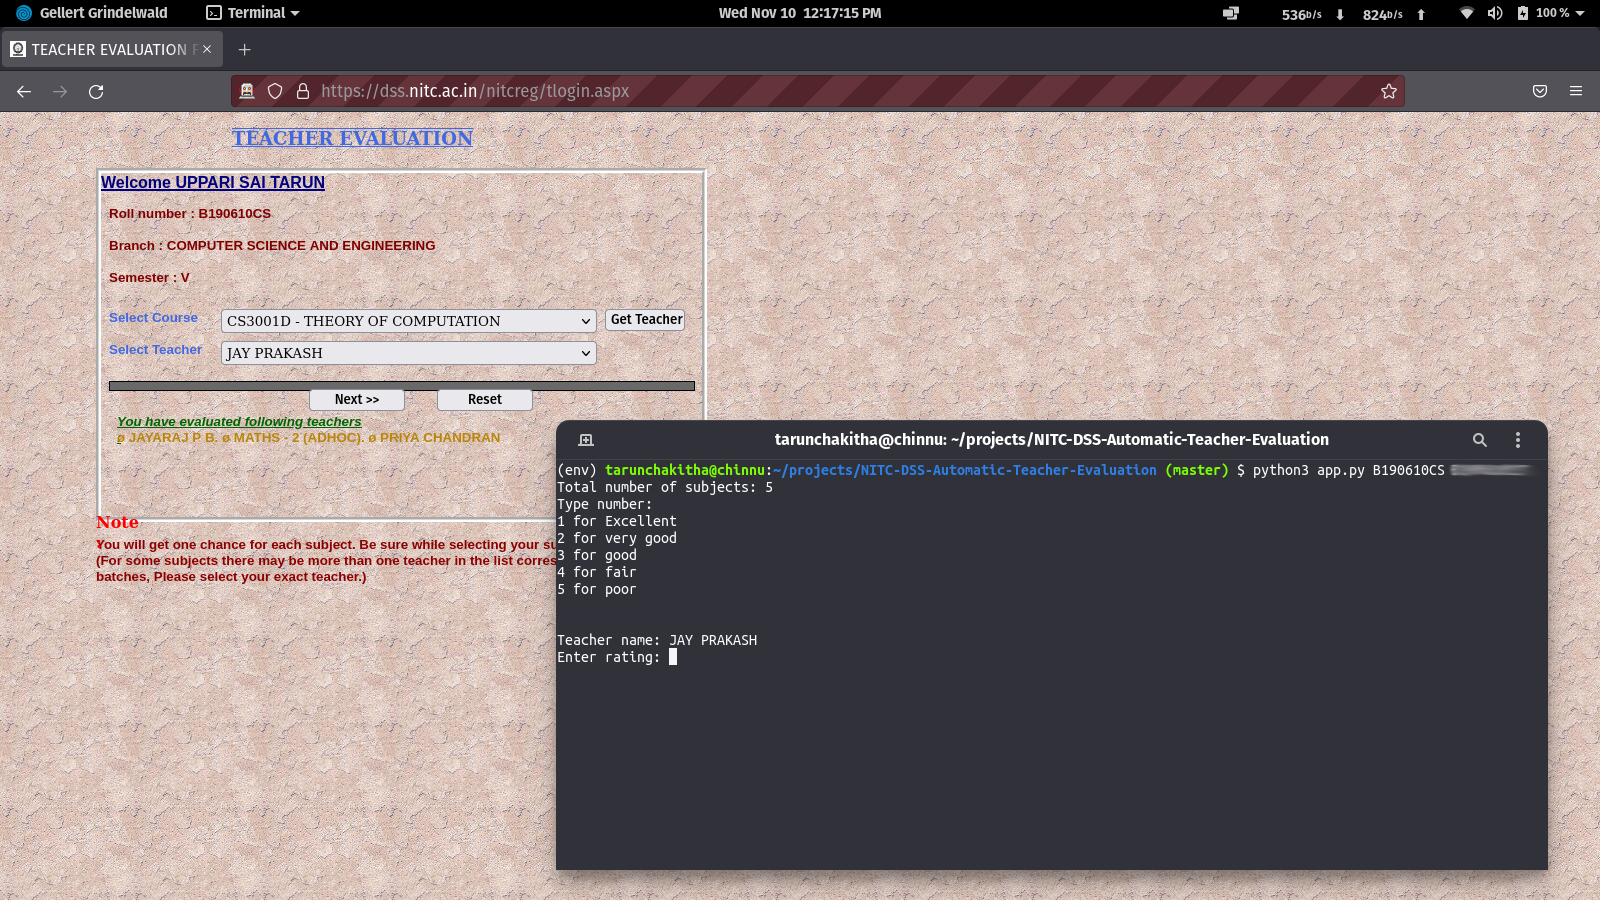 Gellert Grindelwald Terminal Wed Nov 10 12:17:15 PM 536b/s 824b/s 100 %
TEACHER EVALUATION F
https://dss.nitc.ac.in/nitcreg/tlogin.aspx
TEACHER EVALUATION
Welcome UPPARI SAI TARUN
Roll number : B190610CS
Branch : COMPUTER SCIENCE AND ENGINEERING
Semester : V
Select Course CS3001D - THEORY OF COMPUTATION Get Teacher
Select Teacher JAY PRAKASH
Next >> Reset
You have evaluated following teachers
ø JAYARAJ P B. ø MATHS - 2 (ADHOC). ø PRIYA CHANDRAN
Note
You will get one chance for each subject. Be sure while selecting your su
(For some subjects there may be more than one teacher in the list corres
batches, Please select your exact teacher.)
tarunchakitha@chinnu: ~/projects/NITC-DSS-Automatic-Teacher-Evaluation
(env) tarunchakitha@chinnu:~/projects/NITC-DSS-Automatic-Teacher-Evaluation (master) $ python3 app.py B190610CS
Total number of subjects: 5
Type number:
1 for Excellent
2 for very good
3 for good
4 for fair
5 for poor
Teacher name: JAY PRAKASH
Enter rating: